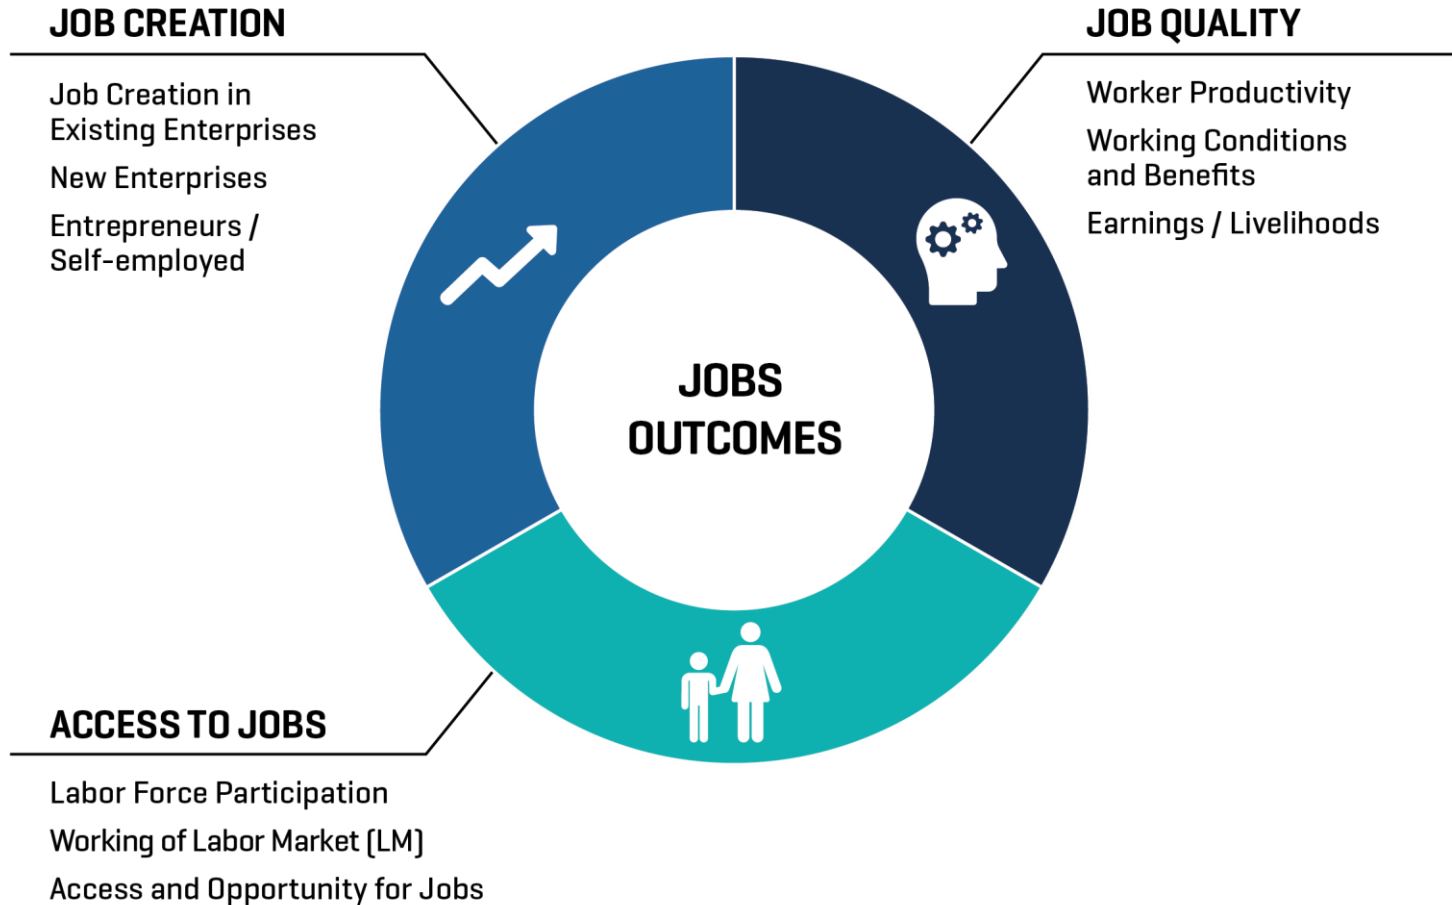 JOB CREATION
Job Creation in
Existing Enterprises
New Enterprises
Entrepreneurs /
Self-employed
JOB QUALITY
Worker Productivity
Working Conditions
and Benefits
Earnings / Livelihoods
JOBS
OUTCOMES
ACCESS TO JOBS
Labor Force Participation
Working of Labor Market (LM)
Access and Opportunity for Jobs